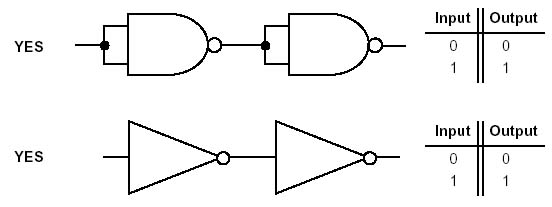 Input Output
YES
0 0
1 1
Input Output
YES
0 0
1 1